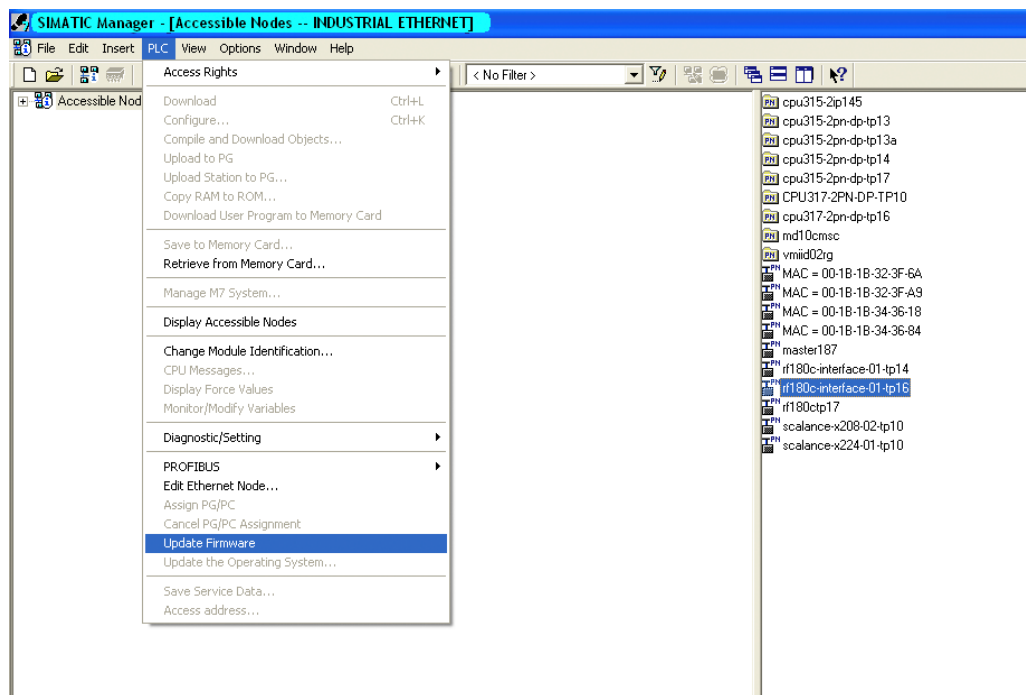 SIMATIC Manager - [Accessible Nodes -- INDUSTRIAL ETHERNET]
File Edit Insert PLC View Options Window Help
< No Filter >
Accessible Nod
Access Rights
Download Ctrl+L
Configure... Ctrl+K
Compile and Download Objects...
Upload to PG
Upload Station to PG...
Copy RAM to ROM...
Download User Program to Memory Card
Save to Memory Card...
Retrieve from Memory Card...
Manage M7 System...
Display Accessible Nodes
Change Module Identification...
CPU Messages...
Display Force Values
Monitor/Modify Variables
Diagnostic/Setting
PROFIBUS
Edit Ethernet Node...
Assign PG/PC
Cancel PG/PC Assignment
Update Firmware
Update the Operating System...
Save Service Data...
Access address...
cpu315-2ip145
cpu315-2pn-dp-tp13
cpu315-2pn-dp-tp13a
cpu315-2pn-dp-tp14
cpu315-2pn-dp-tp17
CPU317-2PN-DP-TP10
cpu317-2pn-dp-tp16
md10cmsc
vmiid02rg
MAC = 00-1B-1B-32-3F-6A
MAC = 00-1B-1B-32-3F-A9
MAC = 00-1B-1B-34-36-18
MAC = 00-1B-1B-34-36-84
master187
rf180c-interface-01-tp14
rf180c-interface-01-tp16
rf180ctp17
scalance-x208-02-tp10
scalance-x224-01-tp10